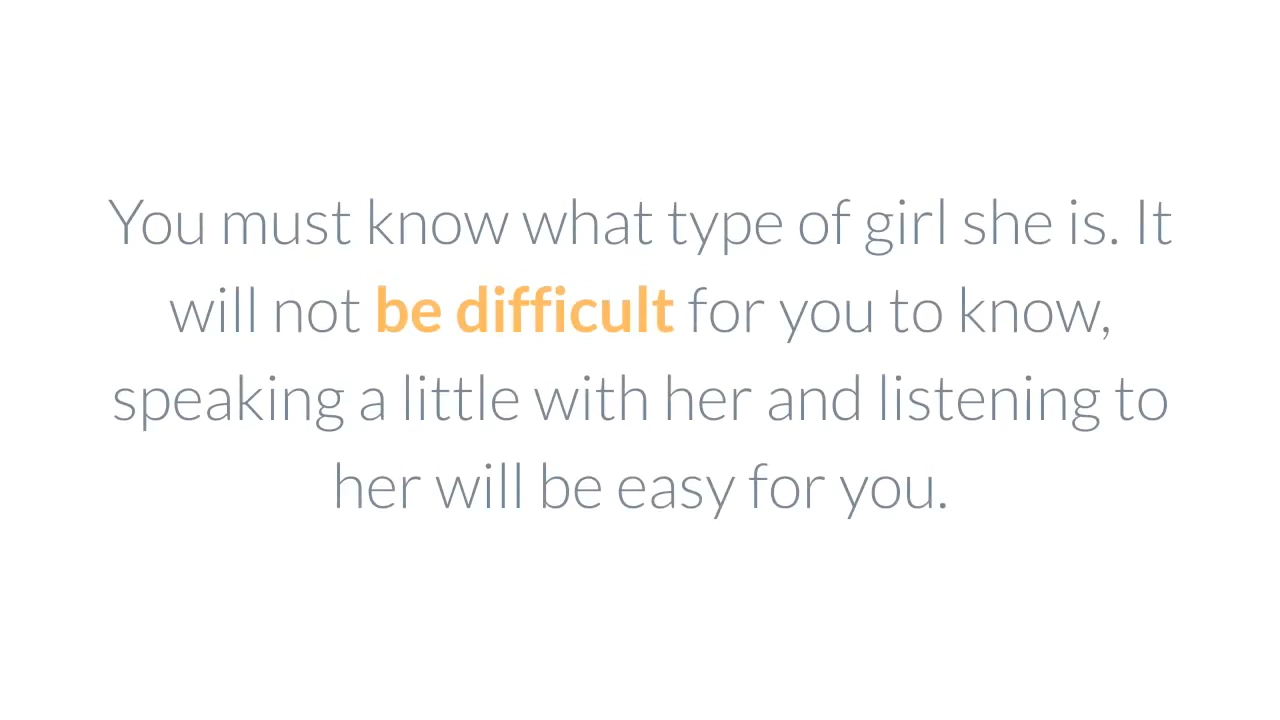 You must know what type of girl she is. It
will not be difficult for you to know,
speaking a little with her and listening to
her will be easy for you.